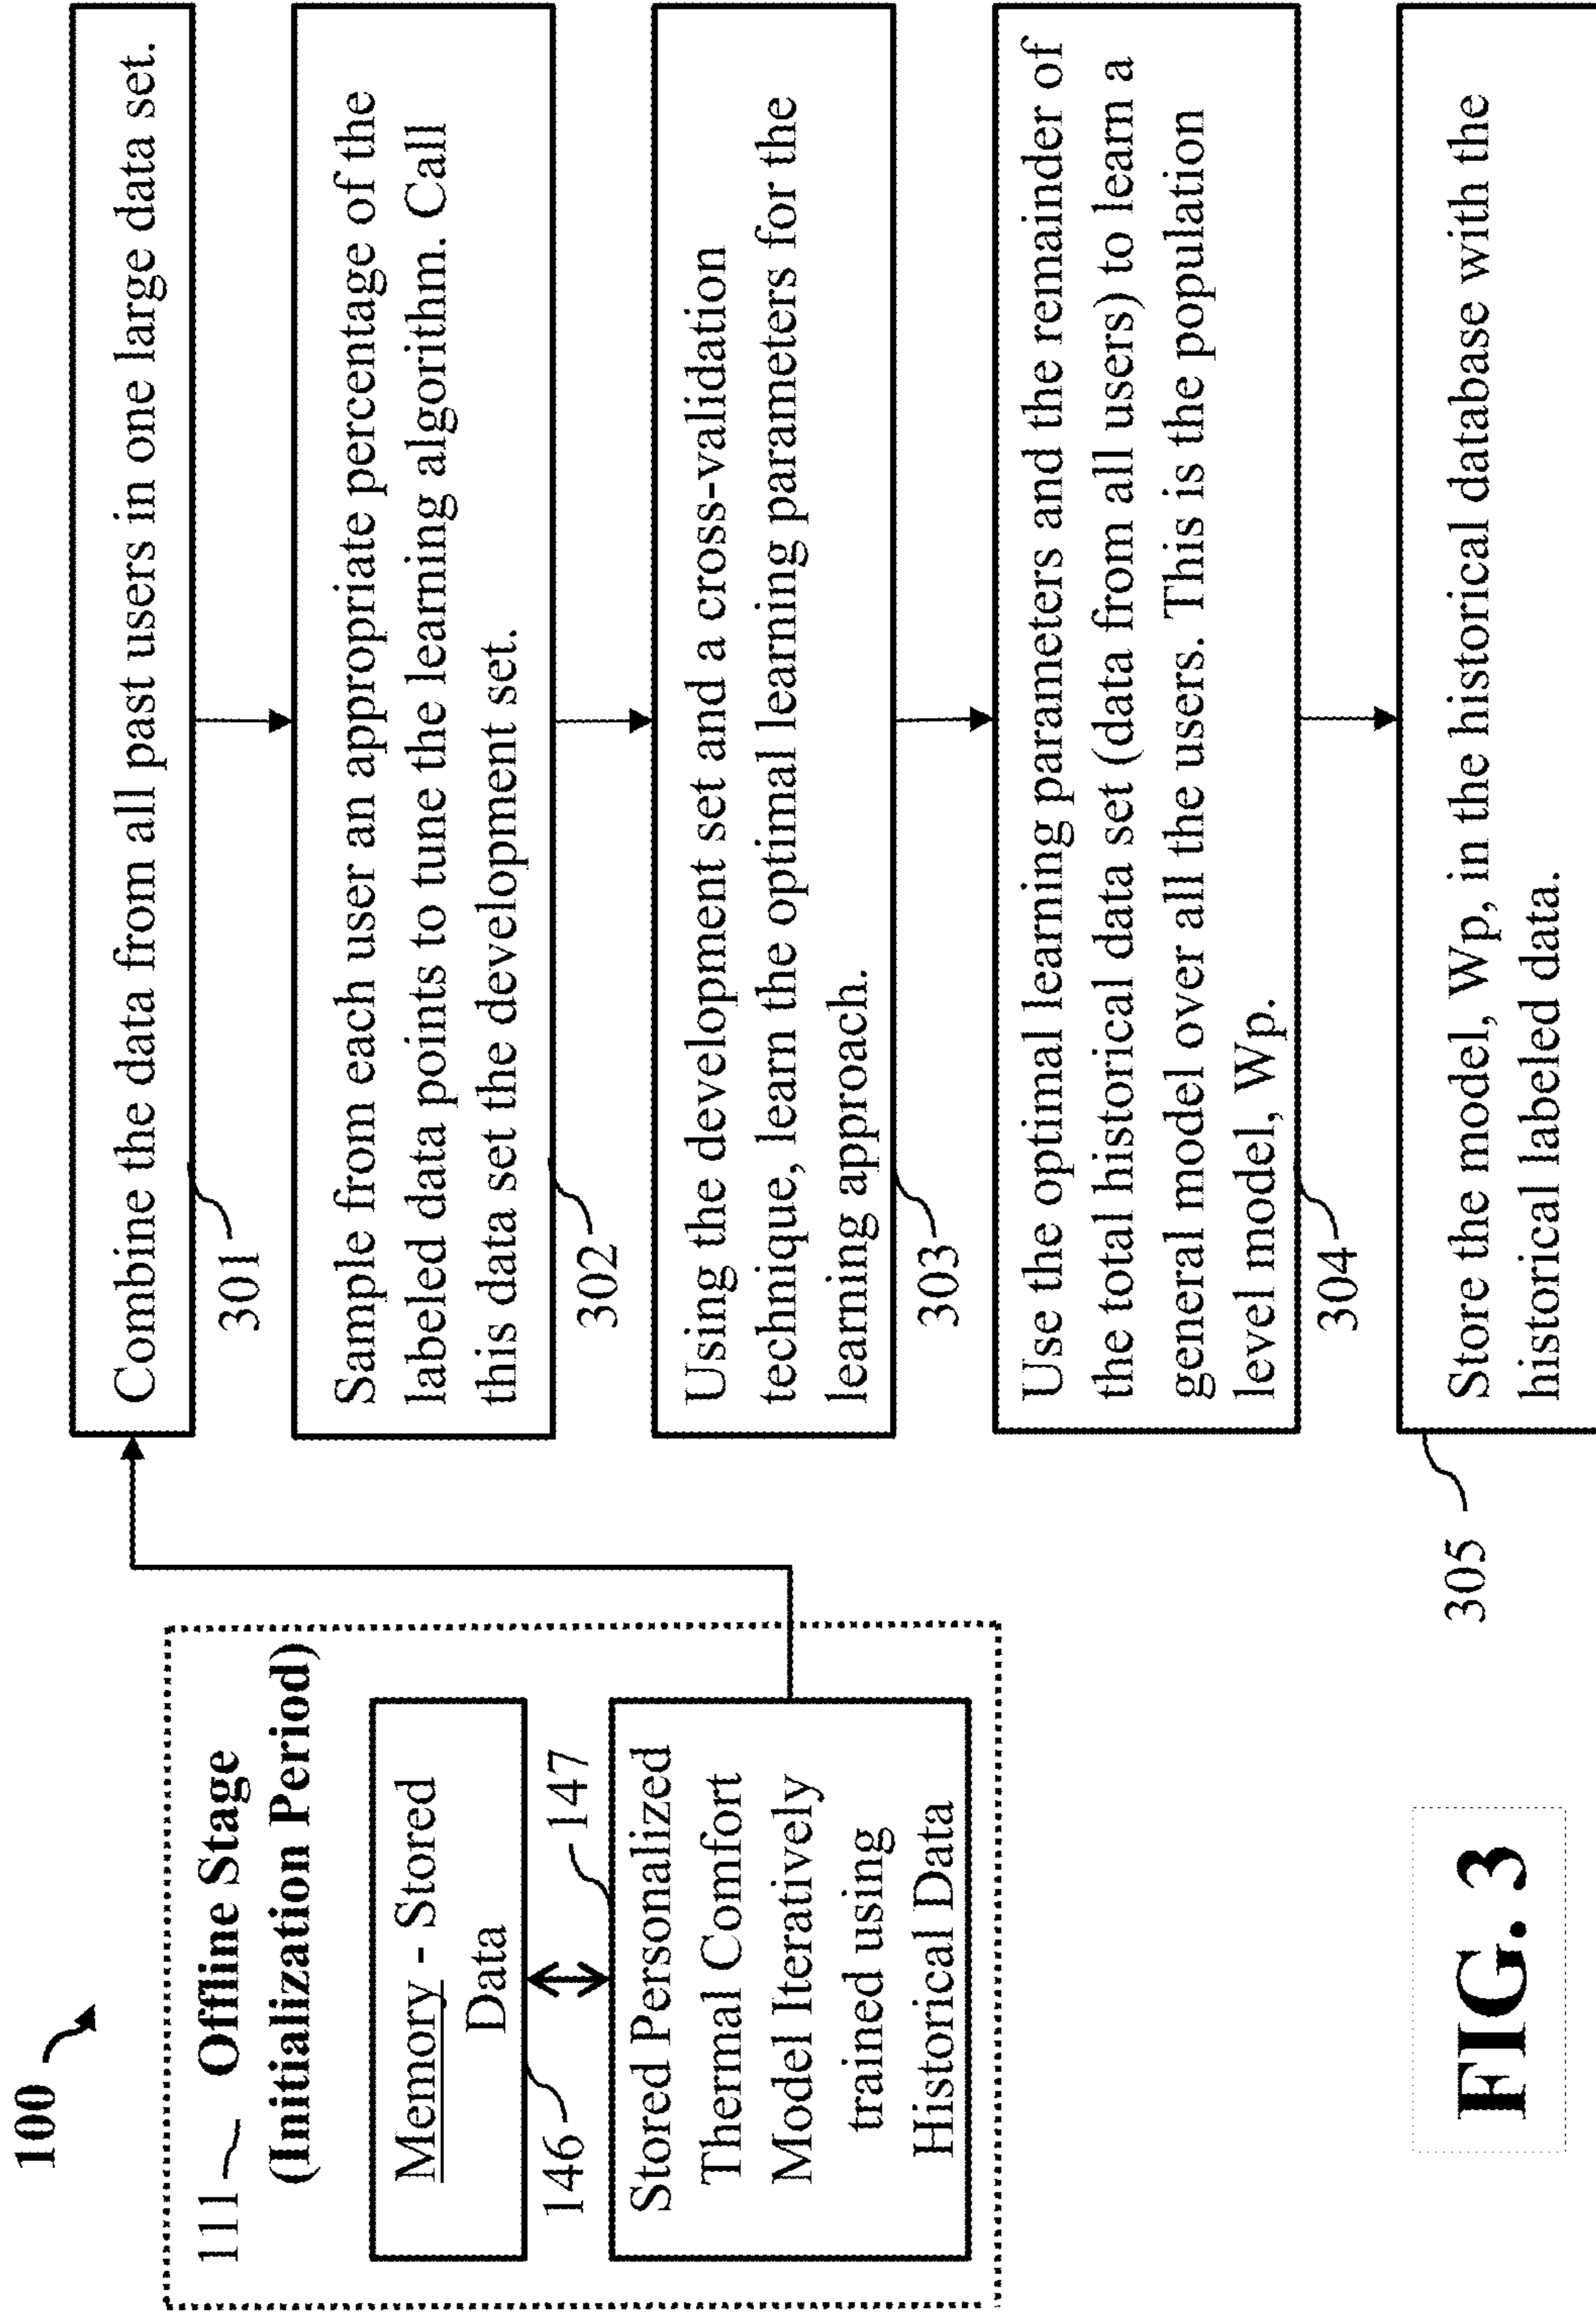 100
111
Offline Stage
(Initialization Period)
Memory - Stored
Data
146
147
Stored Personalized
Thermal Comfort
Model Iteratively
trained using
Historical Data
Combine the data from all past users in one large data set.
301
Sample from each user an appropriate percentage of the
labeled data points to tune the learning algorithm. Call
this data set the development set.
302
Using the development set and a cross-validation
technique, learn the optimal learning parameters for the
learning approach.
303
Use the optimal learning parameters and the remainder of
the total historical data set (data from all users) to learn a
general model over all the users. This is the population
level model, Wp.
304
Store the model, Wp, in the historical database with the
historical labeled data.
305
FIG. 3